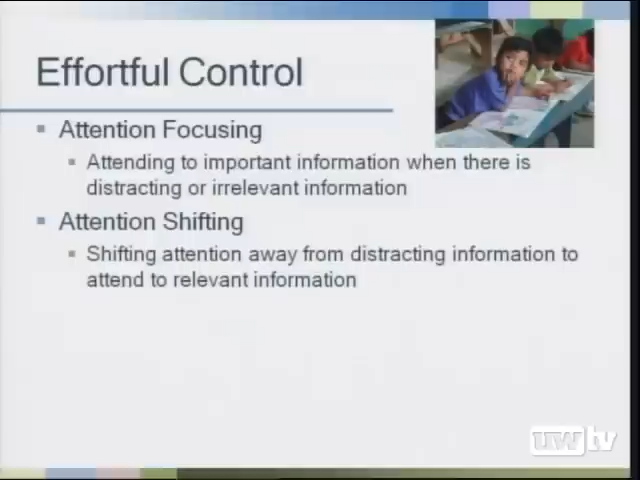 Effortful Control
Attention Focusing
Attending to important information when there is
distracting or irrelevant information
Attention Shifting
Shifting attention away from distracting information to
attend to relevant information
uwtv